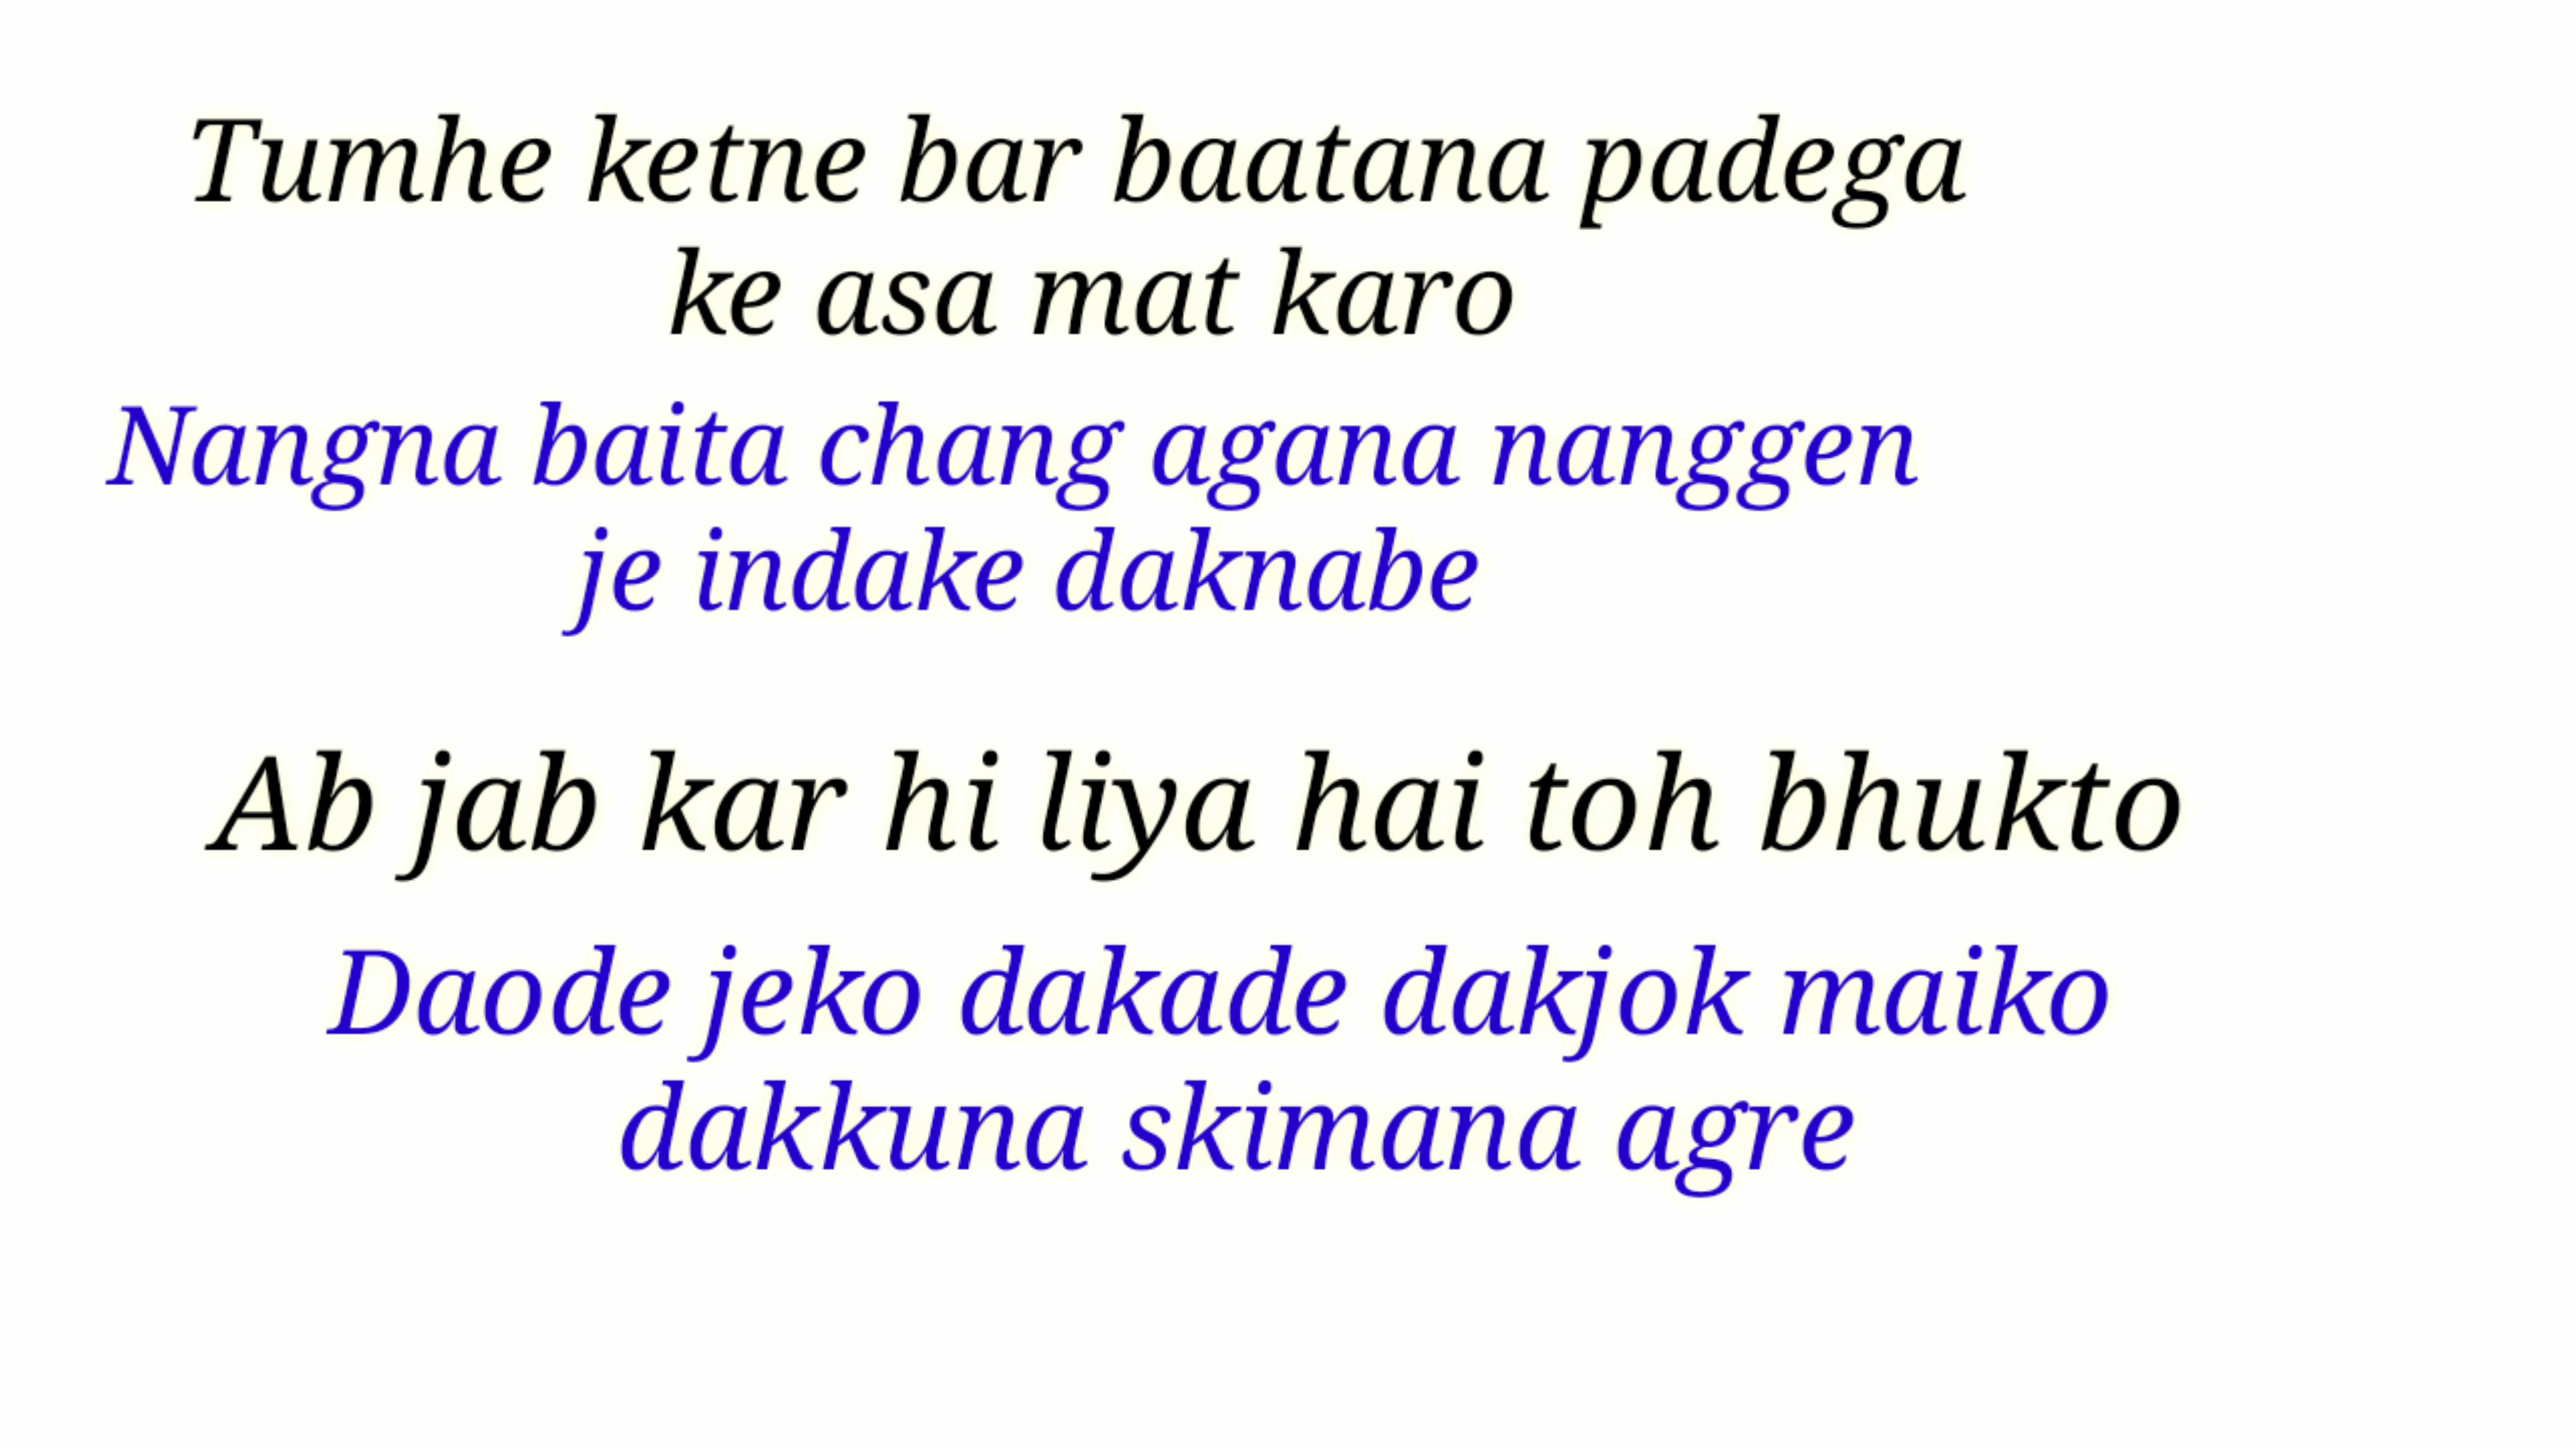 Tumhe ketne bar baatana padega
ke asa mat karo
Nangna baita chang agana nanggen
je indake daknabe
Ab jab kar hi liya hai toh bhukto
Daode jeko dakade dakjok maiko
dakkuna skimana agre